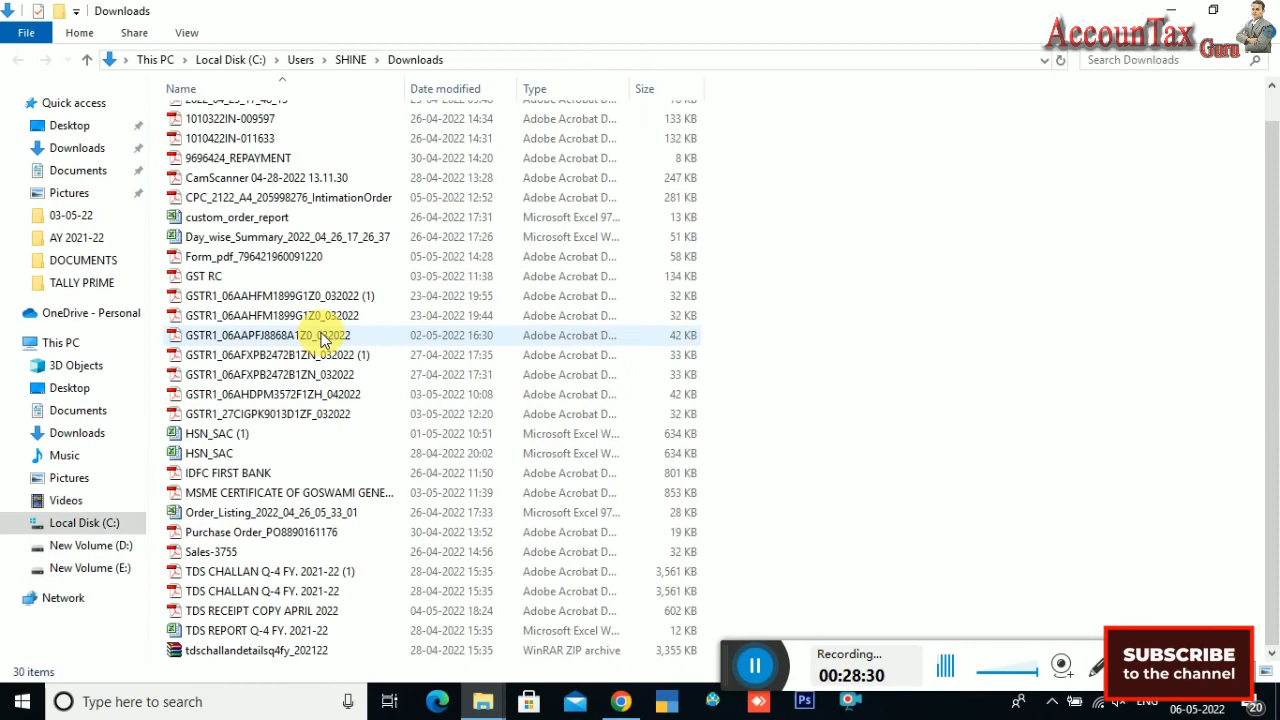 Downloads
AccounTax
Guru
File Home Share View
This PC Local Disk (C:) Users SHINE Downloads
Search Downloads
Name Date modified Type Size
1010322IN-009597 26-04-2022 14:34 Adobe Acrobat D... 133 KB
1010422IN-011633 26-04-2022 14:31 Adobe Acrobat D... 132 KB
9696424_REPAYMENT 30-04-2022 14:20 Adobe Acrobat D... 8 KB
CamScanner 04-28-2022 13.11.30 28-04-2022 13:28 Adobe Acrobat D... 247 KB
CPC_2122_A4_205998276_IntimationOrder 05-05-2022 12:52 Adobe Acrobat D... 281 KB
custom_order_report 26-04-2022 17:31 Microsoft Excel 97... 13 KB
Day_wise_Summary_2022_04_26_17_26_37 26-04-2022 17:26 Microsoft Excel W... 51 KB
Form_pdf_796421960091220 05-05-2022 14:28 Adobe Acrobat D... 58 KB
GST RC 03-05-2022 11:38 Adobe Acrobat D... 134 KB
GSTR1_06AAHFM1899G1Z0_032022 (1) 23-04-2022 19:55 Adobe Acrobat D... 32 KB
GSTR1_06AAHFM1899G1Z0_032022 23-04-2022 19:44 Adobe Acrobat D... 32 KB
GSTR1_06AAPFJ8868A1Z0_032022 02-05-2022 16:30 Adobe Acrobat D... 42 KB
GSTR1_06AFXPB2472B1ZN_032022 (1) 27-04-2022 17:35 Adobe Acrobat D... 33 KB
GSTR1_06AFXPB2472B1ZN_032022 27-04-2022 17:31 Adobe Acrobat D... 33 KB
GSTR1_06AHDPM3572F1ZH_042022 03-05-2022 10:08 Adobe Acrobat D... 42 KB
GSTR1_27CIGPK9013D1ZF_032022 03-05-2022 12:20 Adobe Acrobat D... 32 KB
HSN_SAC (1) 01-05-2022 10:51 Microsoft Excel W... 634 KB
HSN_SAC 28-04-2022 20:02 Microsoft Excel W... 634 KB
IDFC FIRST BANK 26-04-2022 11:50 Adobe Acrobat D... 801 KB
MSME CERTIFICATE OF GOSWAMI GENE... 03-05-2022 11:39 Adobe Acrobat D... 853 KB
Order_Listing_2022_04_26_05_33_01 26-04-2022 17:33 Microsoft Excel 97... 28 KB
Purchase Order_PO8890161176 30-04-2022 13:52 Adobe Acrobat D... 19 KB
Sales-3755 26-04-2022 14:56 Adobe Acrobat D... 32 KB
TDS CHALLAN Q-4 FY. 2021-22 (1) 28-04-2022 15:35 Adobe Acrobat D... 3,561 KB
TDS CHALLAN Q-4 FY. 2021-22 28-04-2022 15:35 Adobe Acrobat D... 3,561 KB
TDS RECEIPT COPY APRIL 2022 04-05-2022 18:24 Adobe Acrobat D... 602 KB
TDS REPORT Q-4 FY. 2021-22 28-04-2022 15:35 Microsoft Excel W... 12 KB
tdschallandetailsq4fy_202122 28-04-2022 15:35 WinRAR ZIP archive 3,355 KB
Quick access
Desktop
Downloads
Documents
Pictures
03-05-22
AY 2021-22
DOCUMENTS
TALLY PRIME
OneDrive - Personal
This PC
3D Objects
Desktop
Documents
Downloads
Music
Pictures
Videos
Local Disk (C:)
New Volume (D:)
New Volume (E:)
Network
30 items
Recording...
00:28:30
SUBSCRIBE
to the channel
Type here to search
Ps
ENG
06-05-2022
20